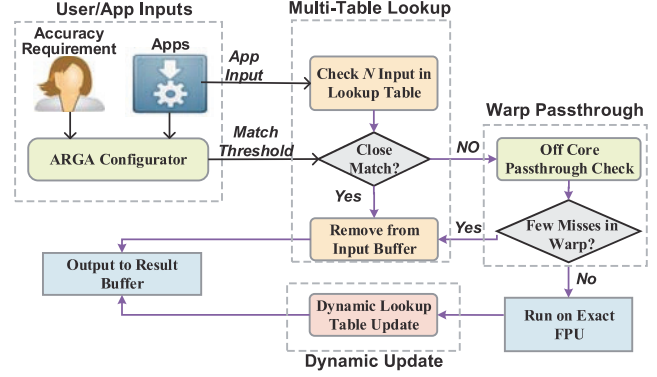 User/App Inputs
Multi-Table Lookup
Accuracy
Requirement
Apps
App
Input
Check N Input in
Lookup Table
Warp Passthrough
ARGA Configurator
Match
Threshold
Close
Match?
NO
Off Core
Passthrough Check
Yes
Remove from
Input Buffer
Yes
Few Misses in
Warp?
Output to Result
Buffer
No
Dynamic Lookup
Table Update
Run on Exact
FPU
Dynamic Update